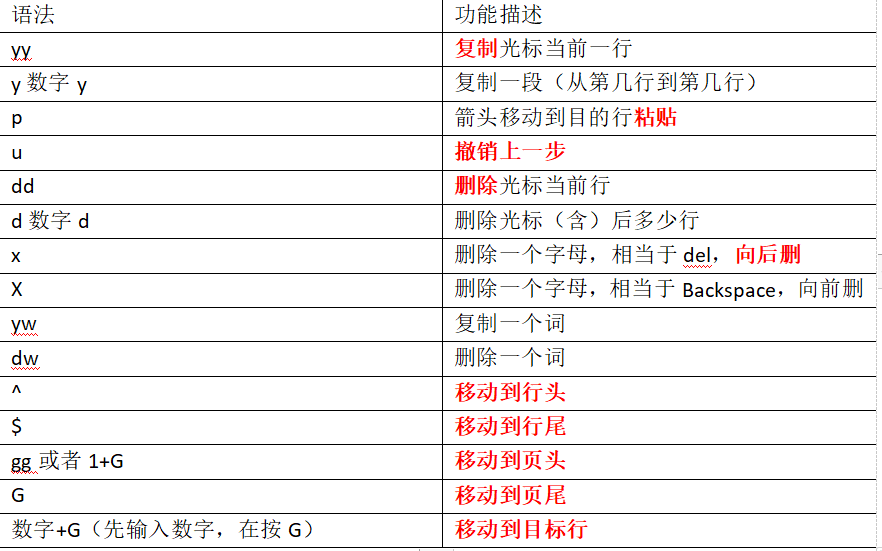 语法 功能描述
yy 复制光标当前一行
y 数字 y 复制一段（从第几行到第几行）
p 箭头移动到目的行粘贴
u 撤销上一步
dd 删除光标当前行
d 数字 d 删除光标（含）后多少行
x 删除一个字母，相当于 del，向后删
X 删除一个字母，相当于 Backspace，向前删
yw 复制一个词
dw 删除一个词
^ 移动到行头
$ 移动到行尾
gg 或者 1+G 移动到页头
G 移动到页尾
数字+G（先输入数字，在按 G） 移动到目标行